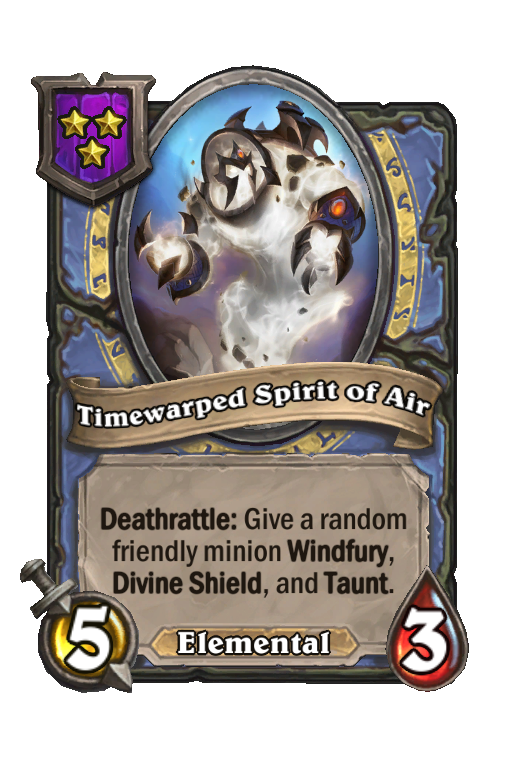 Timewarped Spirit of Air
Deathrattle: Give a random
friendly minion Windfury,
Divine Shield, and Taunt.
5
Elemental
3